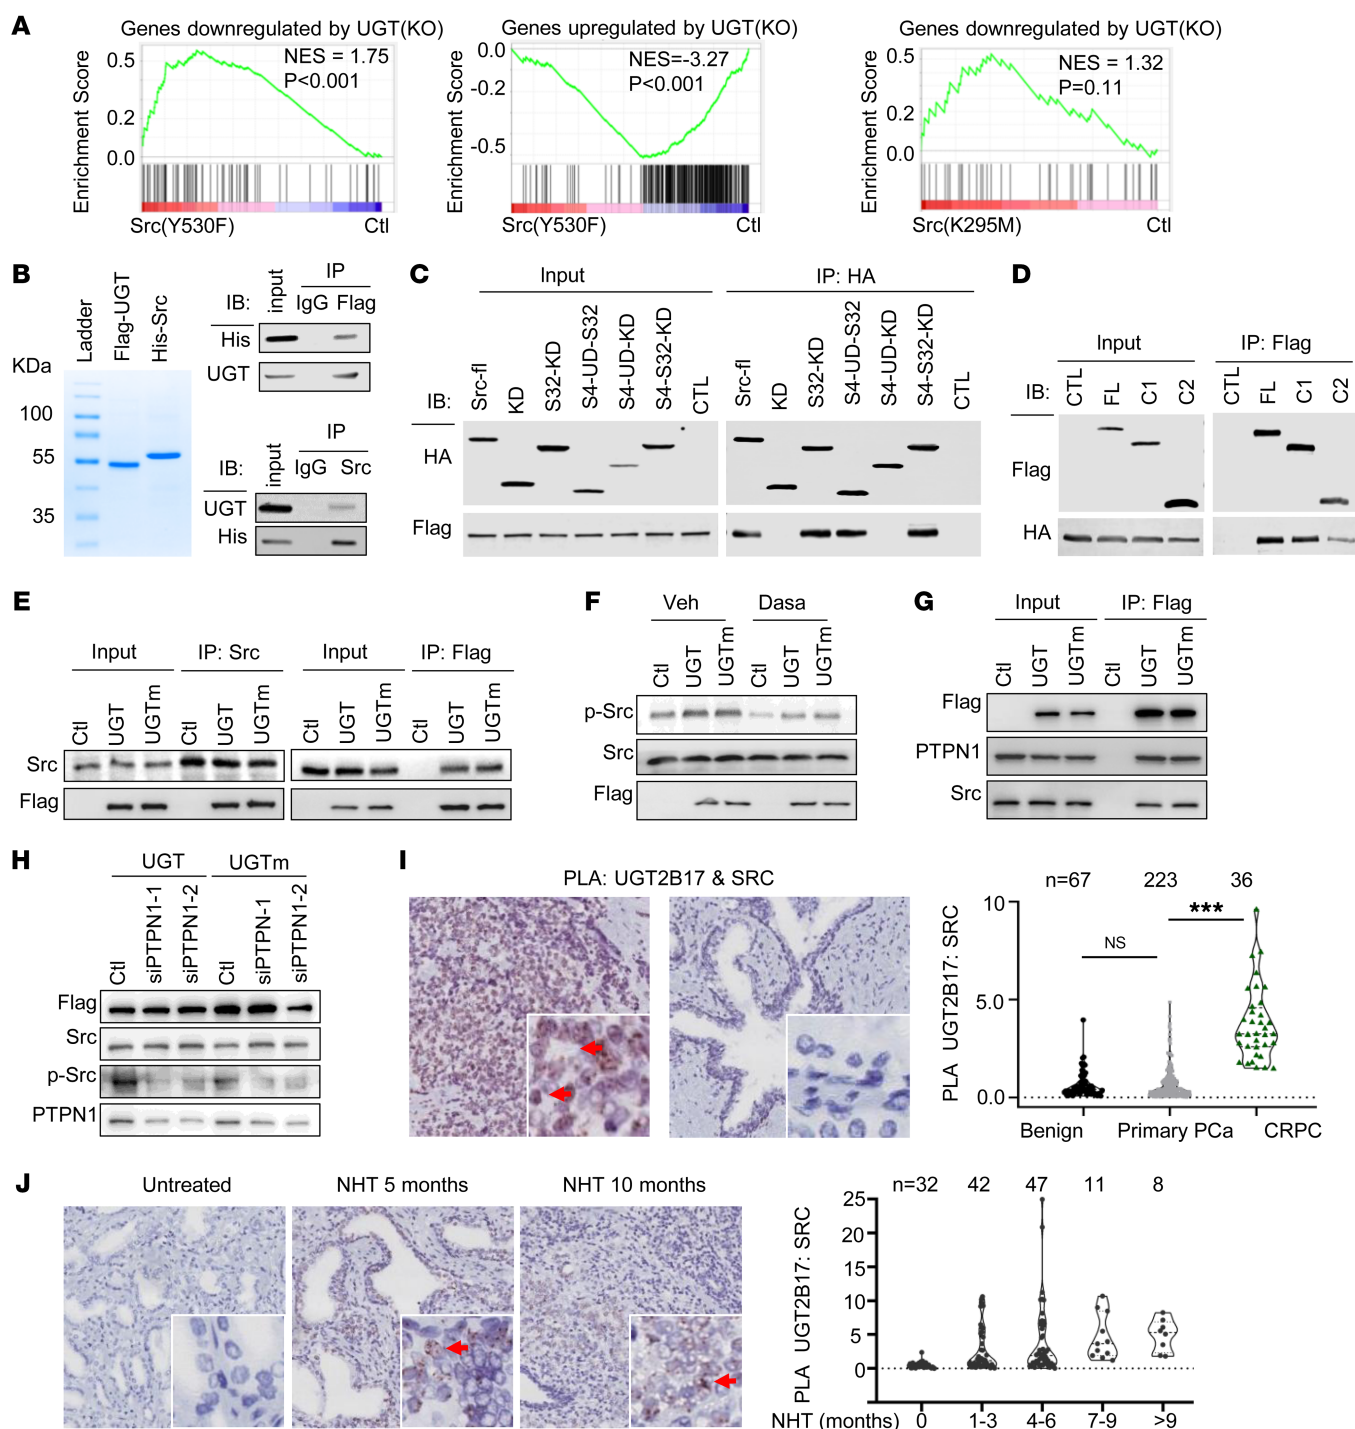 A
Genes downregulated by UGT(KO)
Enrichment Score
0.5
0.2
0.0
NES = 1.75
P<0.001
Src(Y530F) Ctl
Genes upregulated by UGT(KO)
Enrichment Score
0.0
-0.2
-0.5
NES=-3.27
P<0.001
Src(Y530F) Ctl
Genes downregulated by UGT(KO)
Enrichment Score
0.5
0.2
0.0
NES = 1.32
P=0.11
Src(K295M) Ctl
B
KDa
Ladder
Flag-UGT
His-Src
100
55
35
IP
IB: input IgG Flag
His
UGT
IP
IB: input IgG Src
UGT
His
C
Input
IP: HA
IB: Src-fl KD S32-KD S4-UD-S32 S4-UD-KD S4-S32-KD CTL
Src-fl KD S32-KD S4-UD-S32 S4-UD-KD S4-S32-KD CTL
HA
Flag
D
Input
IP: Flag
IB: CTL FL C1 C2
CTL FL C1 C2
Flag
HA
E
Input IP: Src
Ctl UGT UGTm Ctl UGT UGTm
Input IP: Flag
Ctl UGT UGTm Ctl UGT UGTm
Src
Flag
F
Veh Dasa
Ctl UGT UGTm Ctl UGT UGTm
p-Src
Src
Flag
G
Input IP: Flag
Ctl UGT UGTm Ctl UGT UGTm
Flag
PTPN1
Src
H
UGT UGTm
Ctl siPTPN1-1 siPTPN1-2 Ctl siPTPN-1 siPTPN1-2
Flag
Src
p-Src
PTPN1
I
PLA: UGT2B17 & SRC
PLA UGT2B17: SRC
n=67 223 36
10
5.0
0.0
NS
***
Benign Primary PCa CRPC
J
Untreated
NHT 5 months
NHT 10 months
PLA UGT2B17: SRC
n=32 42 47 11 8
25
20
15
10
5
0
NHT (months) 0 1-3 4-6 7-9 >9